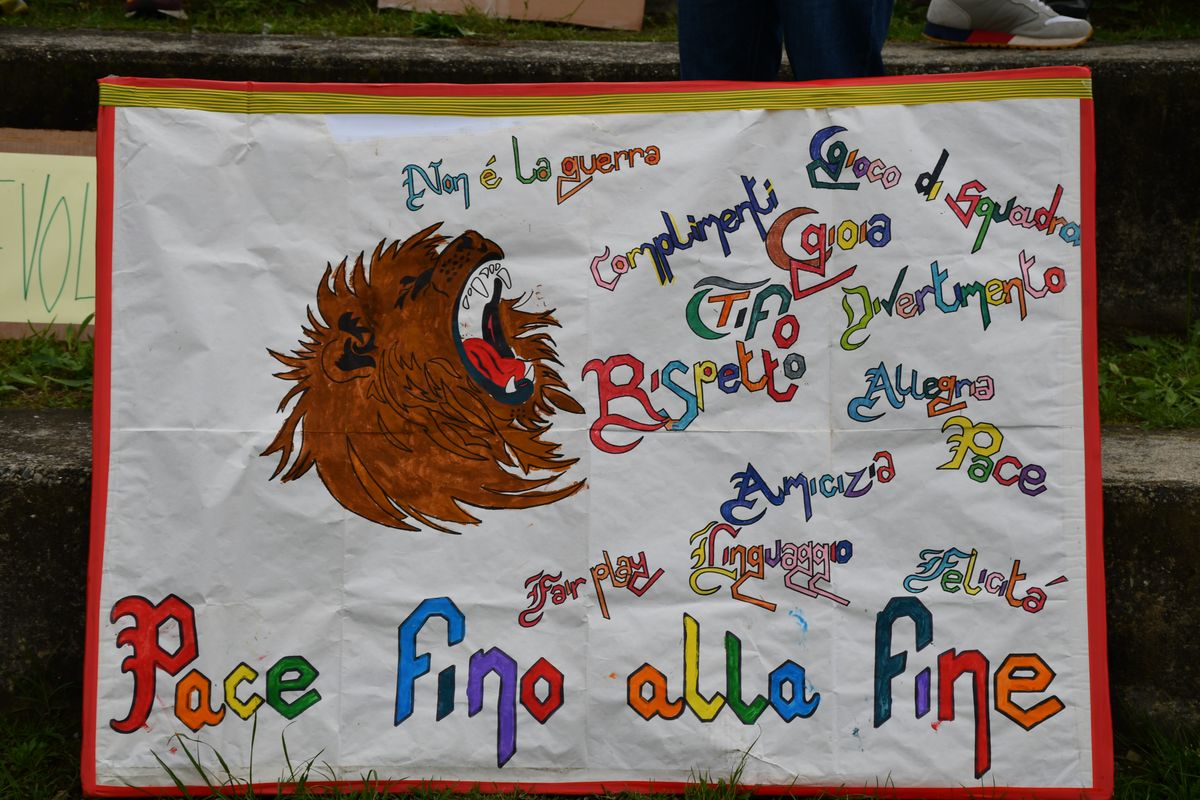 Non é la guerra
Gioco di squadra
Complimenti
Gioia
Tifo
Divertimento
Rispetto
Allegria
Pace
Amicizia
Fair play
Linguaggio
Felicitá
Pace fino alla fine